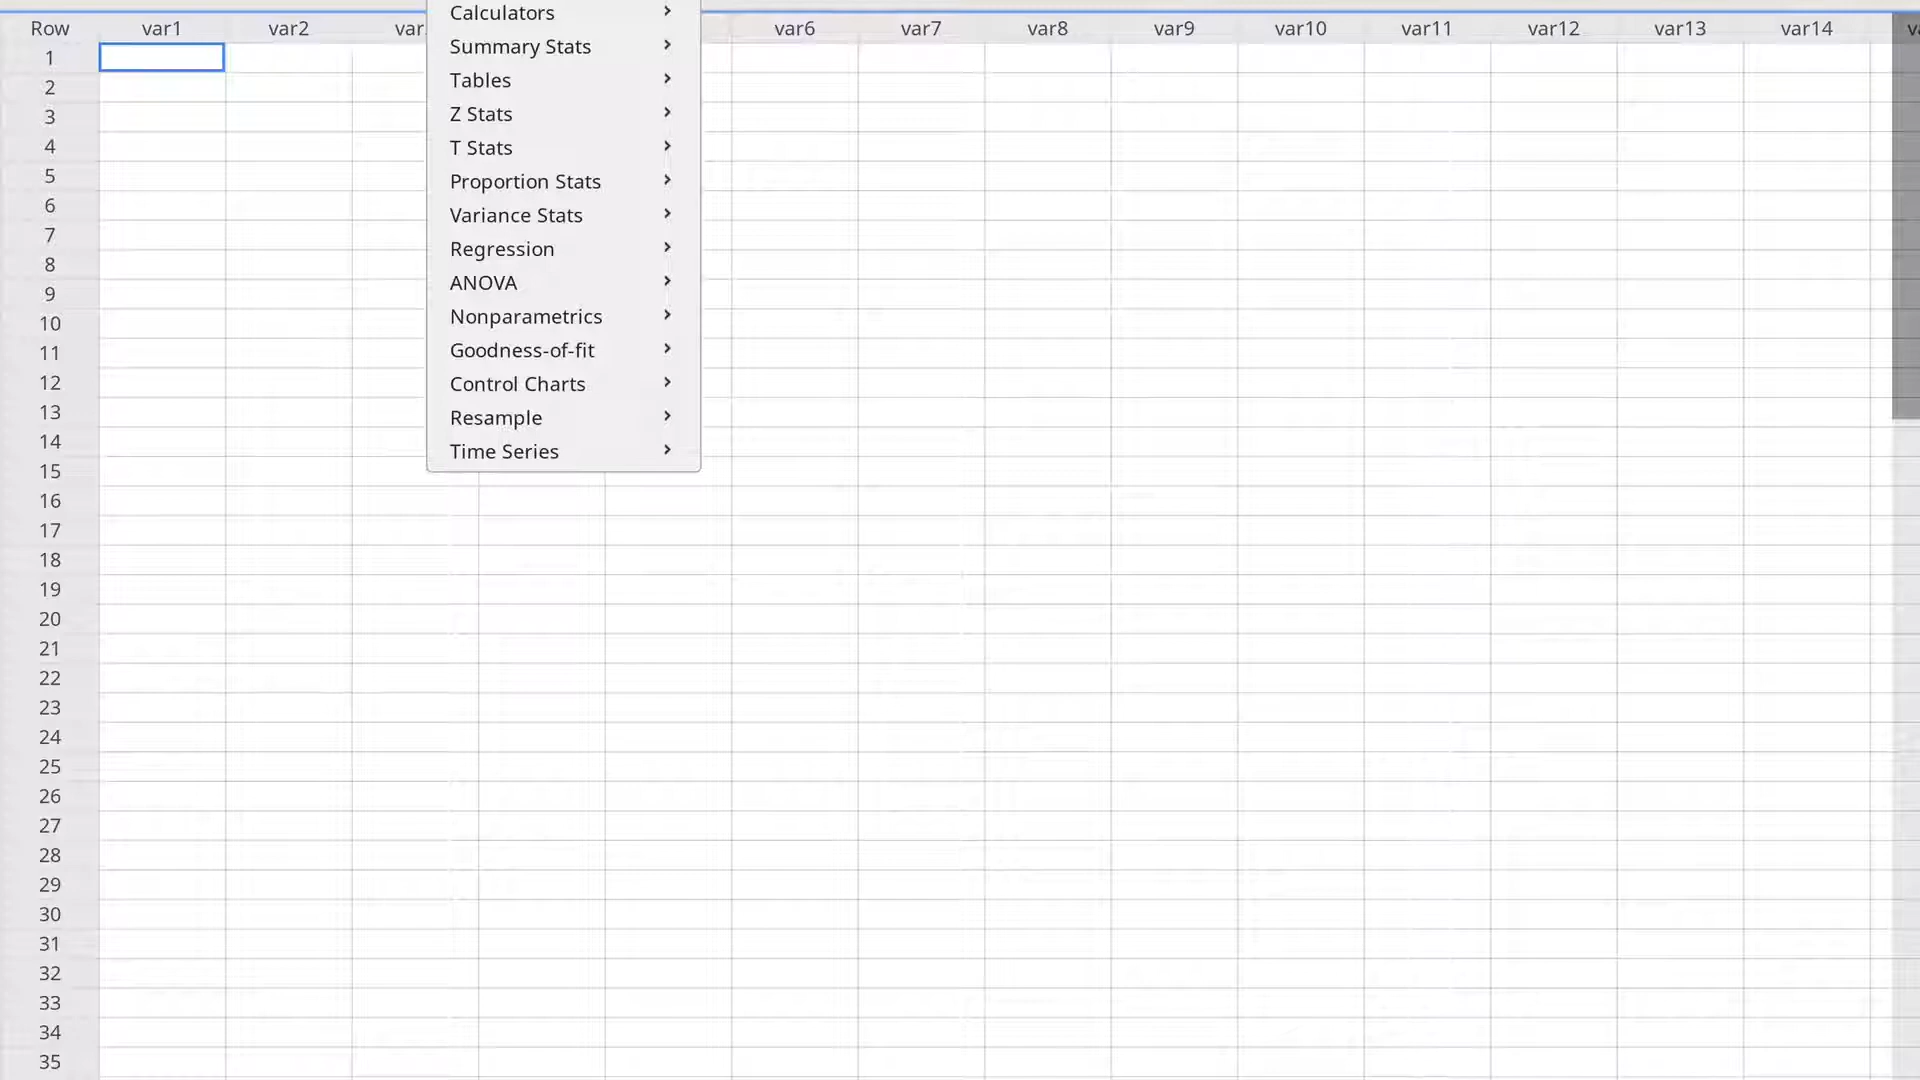 Row var1 var2 var var6 var7 var8 var9 var10 var11 var12 var13 var14
Calculators
Summary Stats
Tables
Z Stats
T Stats
Proportion Stats
Variance Stats
Regression
ANOVA
Nonparametrics
Goodness-of-fit
Control Charts
Resample
Time Series
1
2
3
4
5
6
7
8
9
10
11
12
13
14
15
16
17
18
19
20
21
22
23
24
25
26
27
28
29
30
31
32
33
34
35